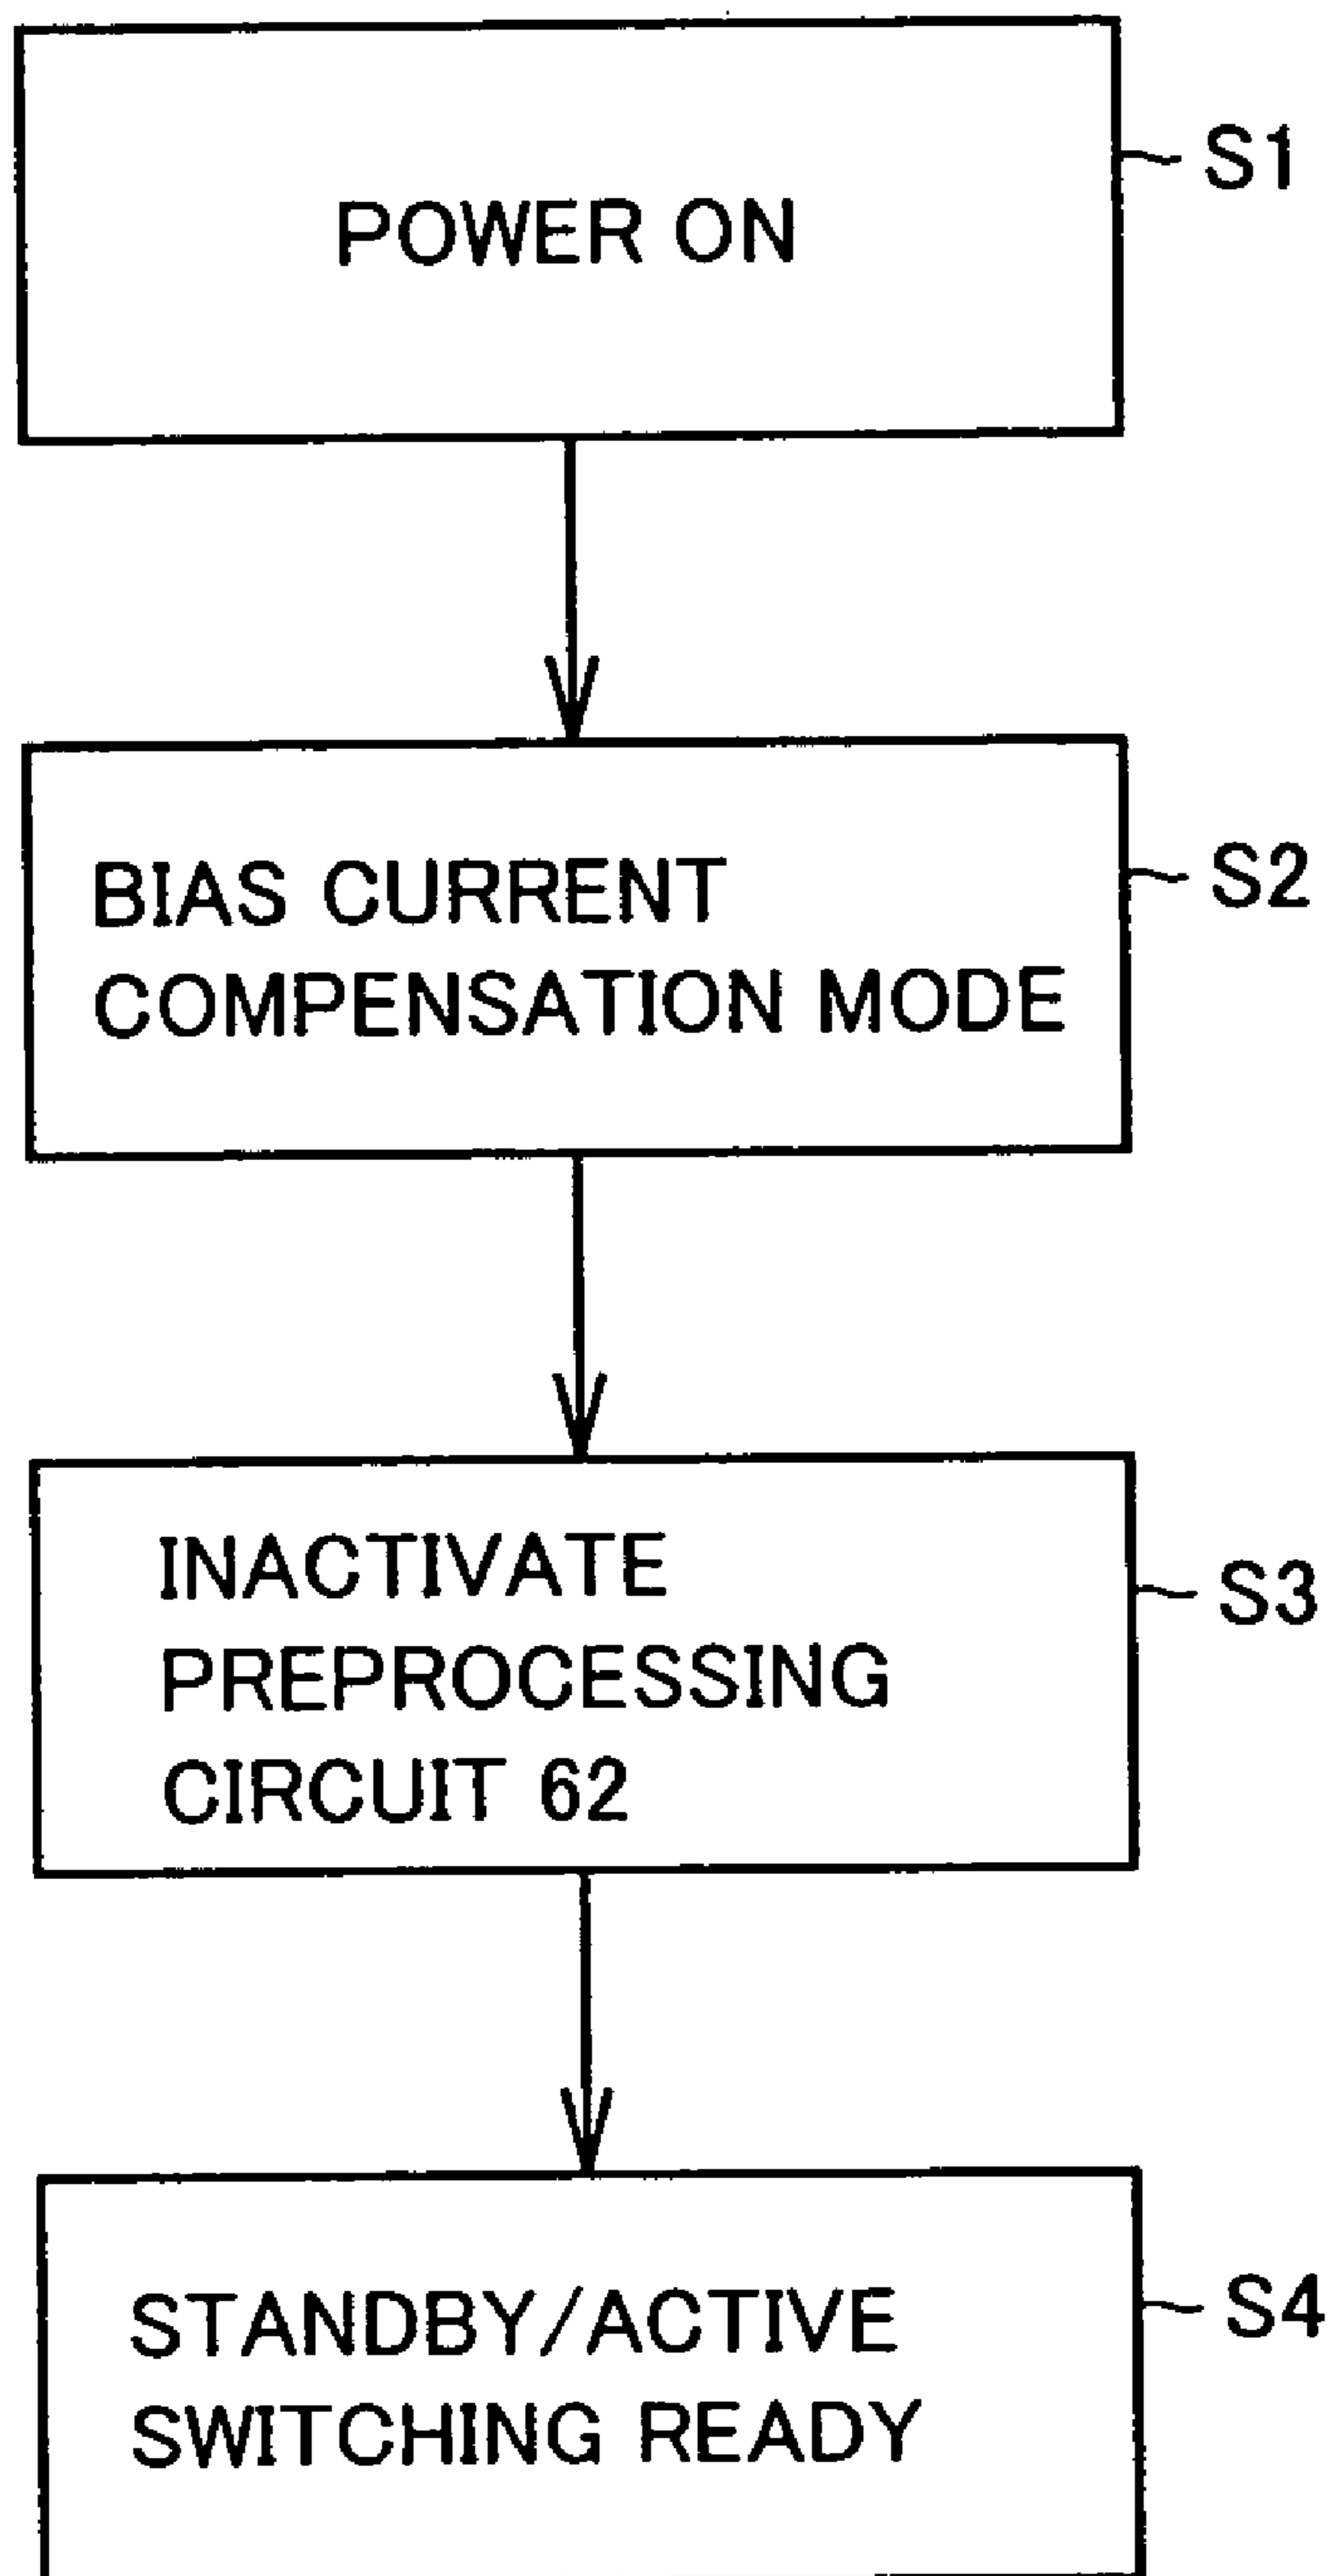 POWER ON
S1
BIAS CURRENT
COMPENSATION MODE
S2
INACTIVATE
PREPROCESSING
CIRCUIT 62
S3
STANDBY/ACTIVE
SWITCHING READY
S4